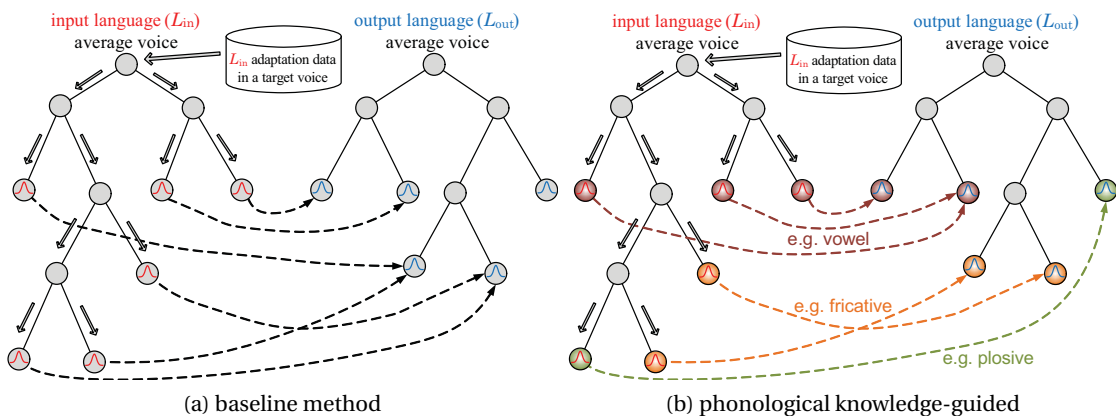 input language (Lin)
average voice
output language (Lout)
average voice
Lin adaptation data
in a target voice
(a) baseline method
input language (Lin)
average voice
output language (Lout)
average voice
Lin adaptation data
in a target voice
e.g. vowel
e.g. fricative
e.g. plosive
(b) phonological knowledge-guided